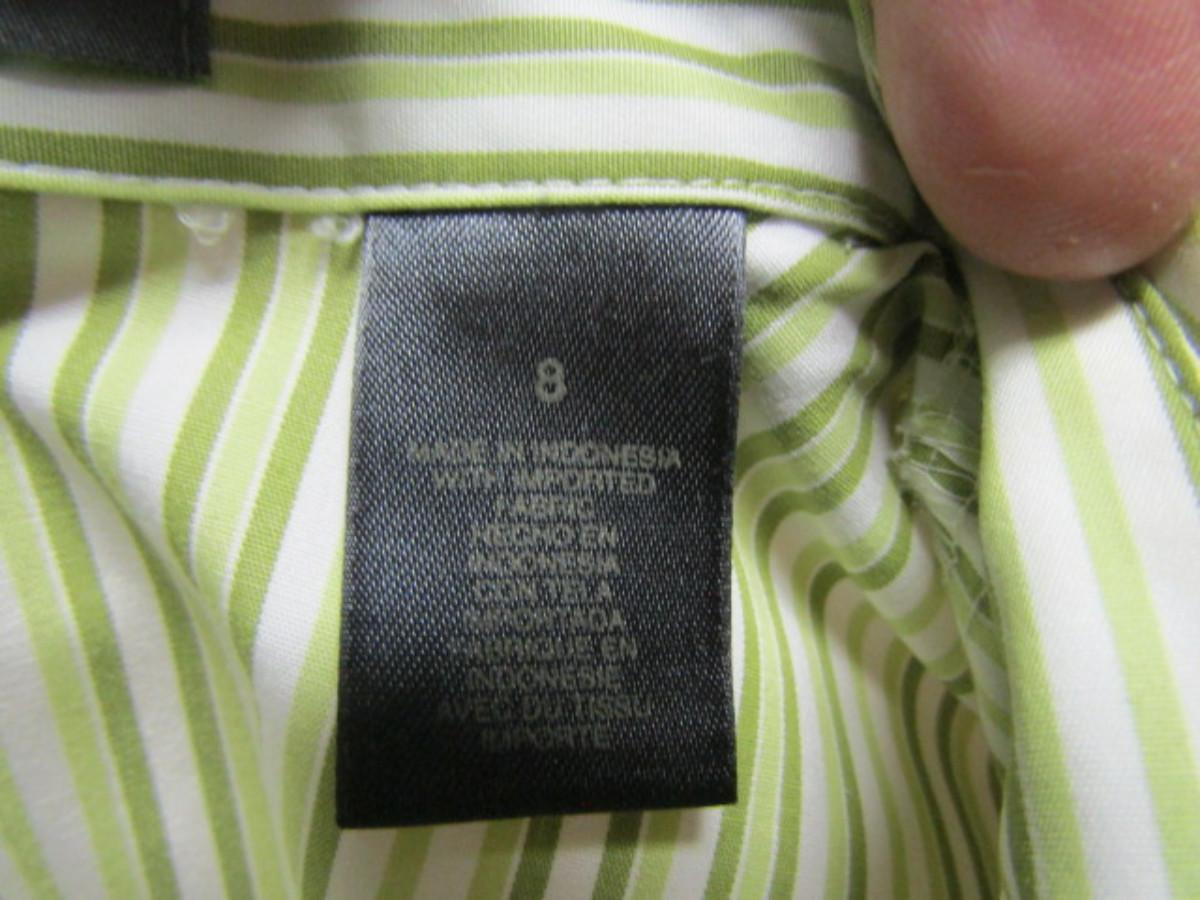 8
MADE IN INDONESIA
WITH IMPORTED
FABRIC
HECHO EN
INDONESIA
CON TELA
IMPORTADA
FABRIQUE EN
INDONESIE
AVEC DU TISSU
IMPORTE